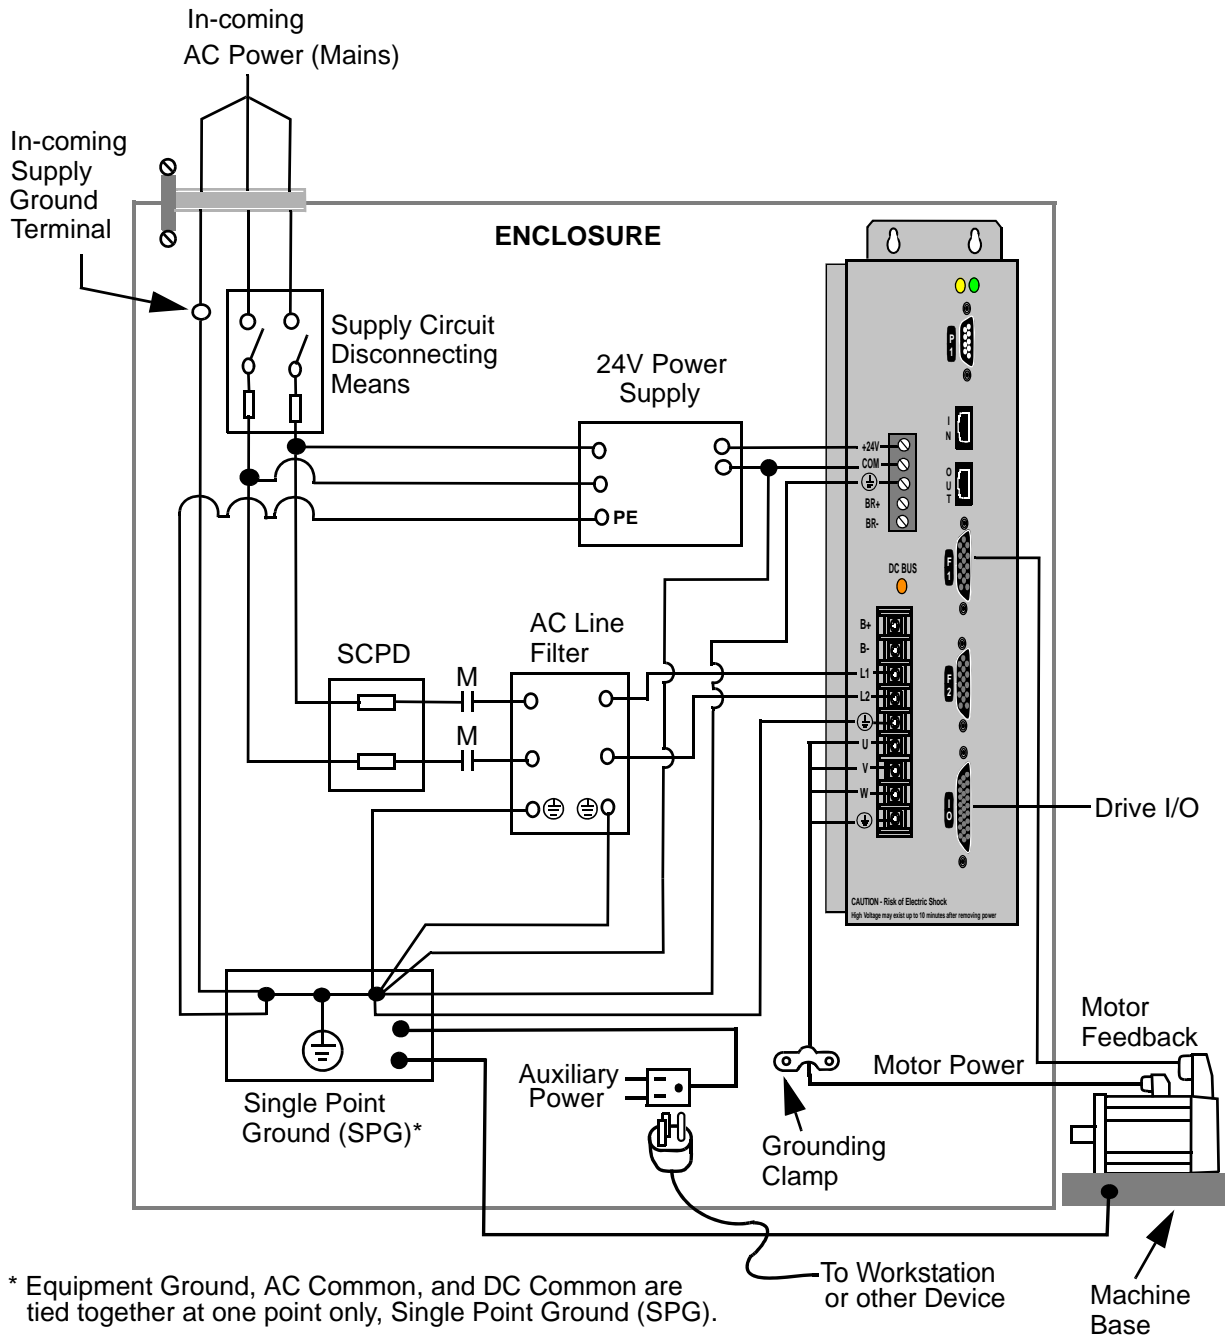 In-coming
AC Power (Mains)
In-coming
Supply
Ground
Terminal
ENCLOSURE
Supply Circuit
Disconnecting
Means
24V Power
Supply
PE
P1
IN
OUT
+24V
COM
BR+
BR-
F1
DC BUS
AC Line
Filter
SCPD
M
M
B+
B-
L1
L2
F2
U
V
W
IO
Drive I/O
CAUTION - Risk of Electric Shock
High Voltage may exist up to 10 minutes after removing power
Motor
Feedback
Motor Power
Auxiliary
Power
Single Point
Ground (SPG)*
Grounding
Clamp
To Workstation
or other Device
Machine
Base
* Equipment Ground, AC Common, and DC Common are
tied together at one point only, Single Point Ground (SPG).